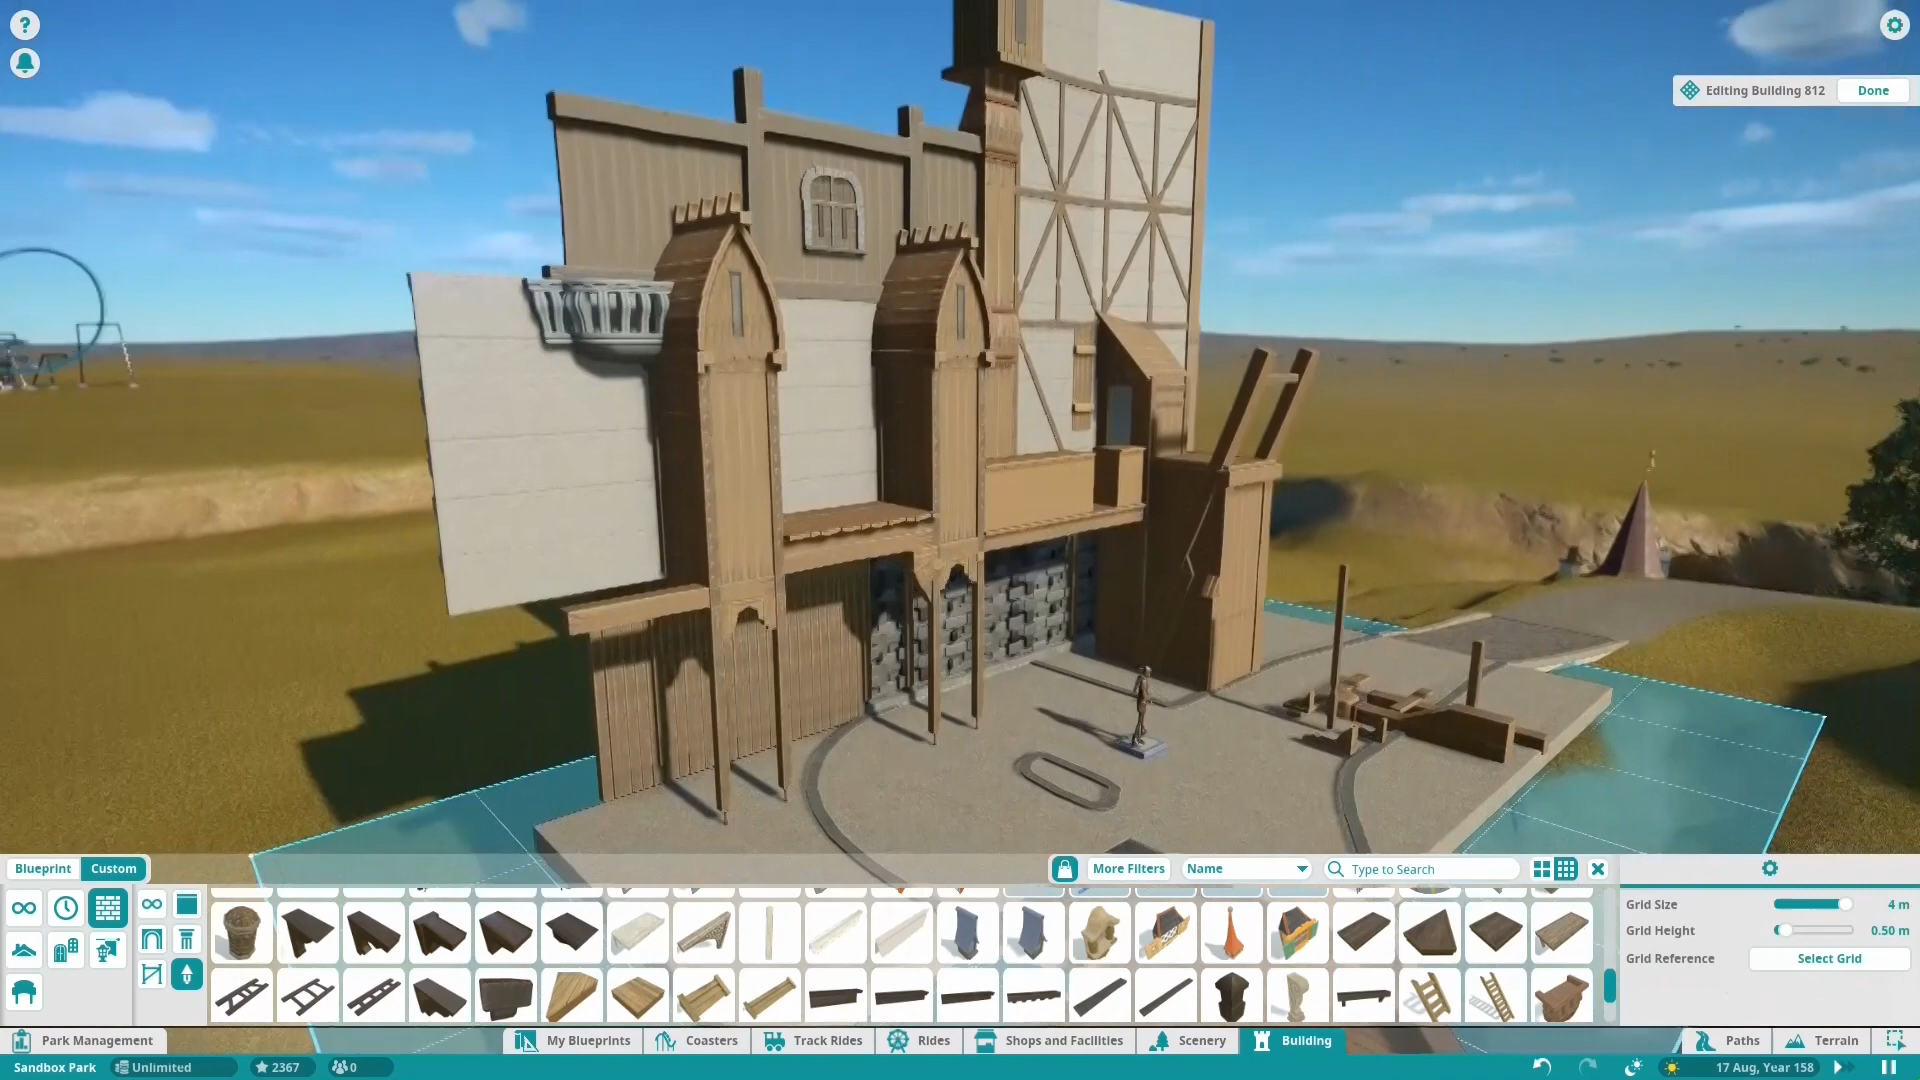 ?
Editing Building 812 Done
Blueprint Custom
More Filters Name Type to Search
Grid Size 4 m
Grid Height 0.50 m
Grid Reference Select Grid
Park Management My Blueprints Coasters Track Rides Rides Shops and Facilities Scenery Building Paths Terrain
Sandbox Park Unlimited 2367 0 17 Aug, Year 158